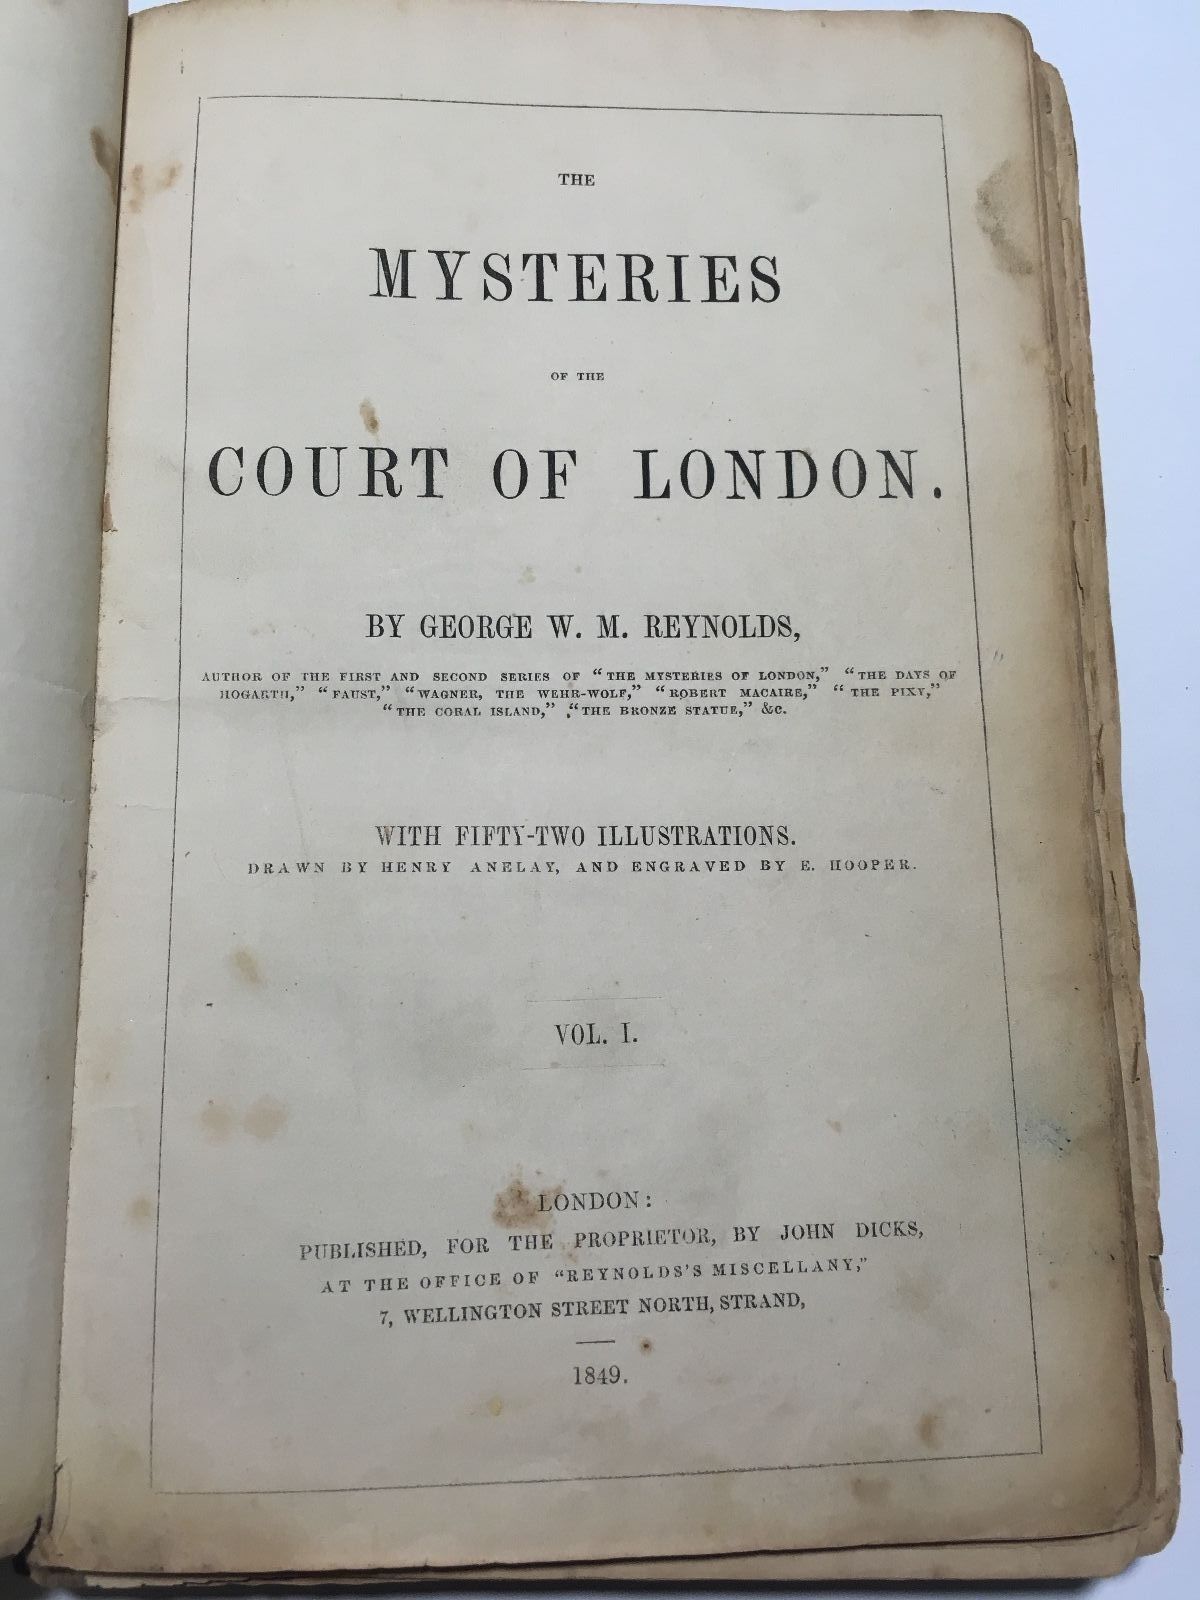 THE
MYSTERIES
OF THE
COURT OF LONDON.
BY GEORGE W. M. REYNOLDS,
AUTHOR OF THE FIRST AND SECOND SERIES OF “THE MYSTERIES OF LONDON,” “THE DAYS OF
HOGARTH,” “FAUST,” “WAGNER, THE WEHR-WOLF,” “ROBERT MACAIRE,” “THE PIXY,”
“THE CORAL ISLAND,” “THE BRONZE STATUE,” &C.
WITH FIFTY-TWO ILLUSTRATIONS.
DRAWN BY HENRY ANELAY, AND ENGRAVED BY E. HOOPER.
VOL. I.
LONDON:
PUBLISHED, FOR THE PROPRIETOR, BY JOHN DICKS,
AT THE OFFICE OF “REYNOLDS'S MISCELLANY,”
7, WELLINGTON STREET NORTH, STRAND,
1849.